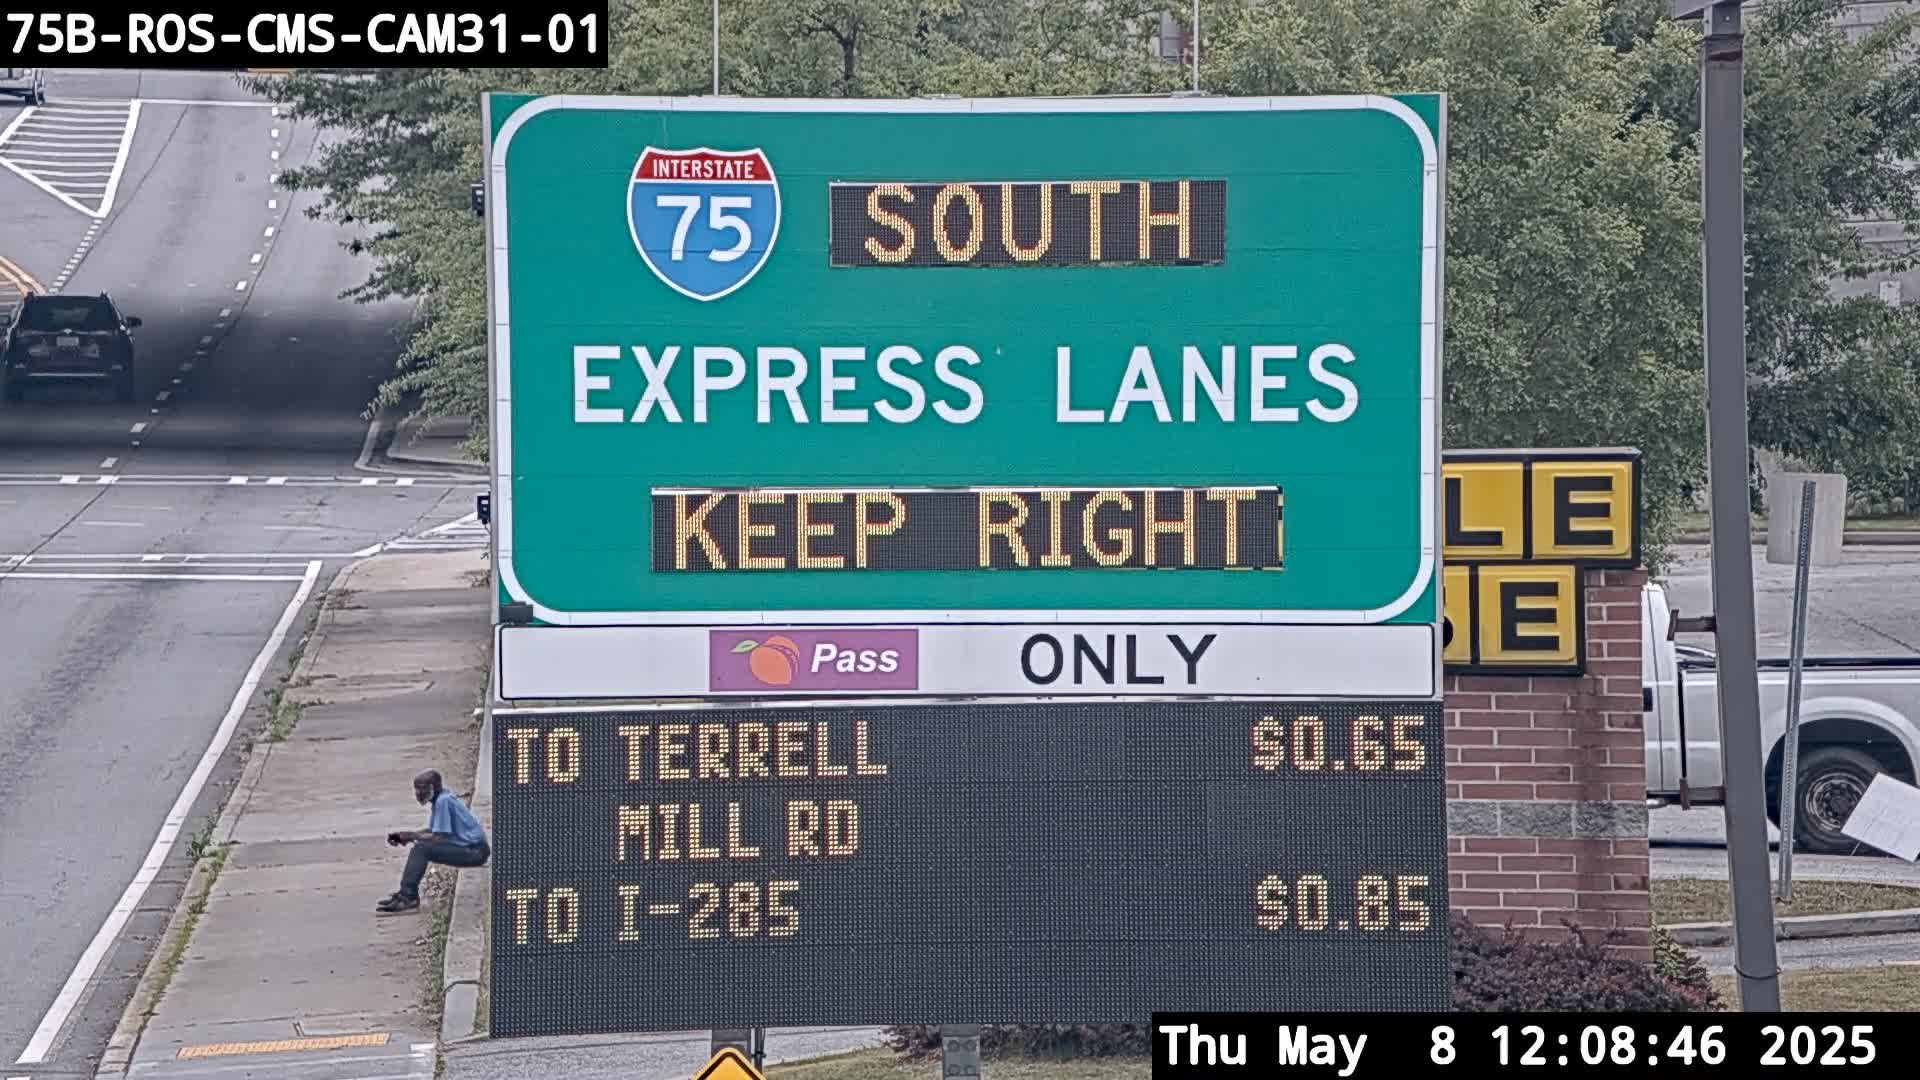 75B-ROS-CMS-CAM31-01
INTERSTATE
75
SOUTH
EXPRESS LANES
KEEP RIGHT
LE
E
Pass ONLY
TO TERRELL $0.65
MILL RD
TO I-285 $0.85
Thu May 8 12:08:46 2025